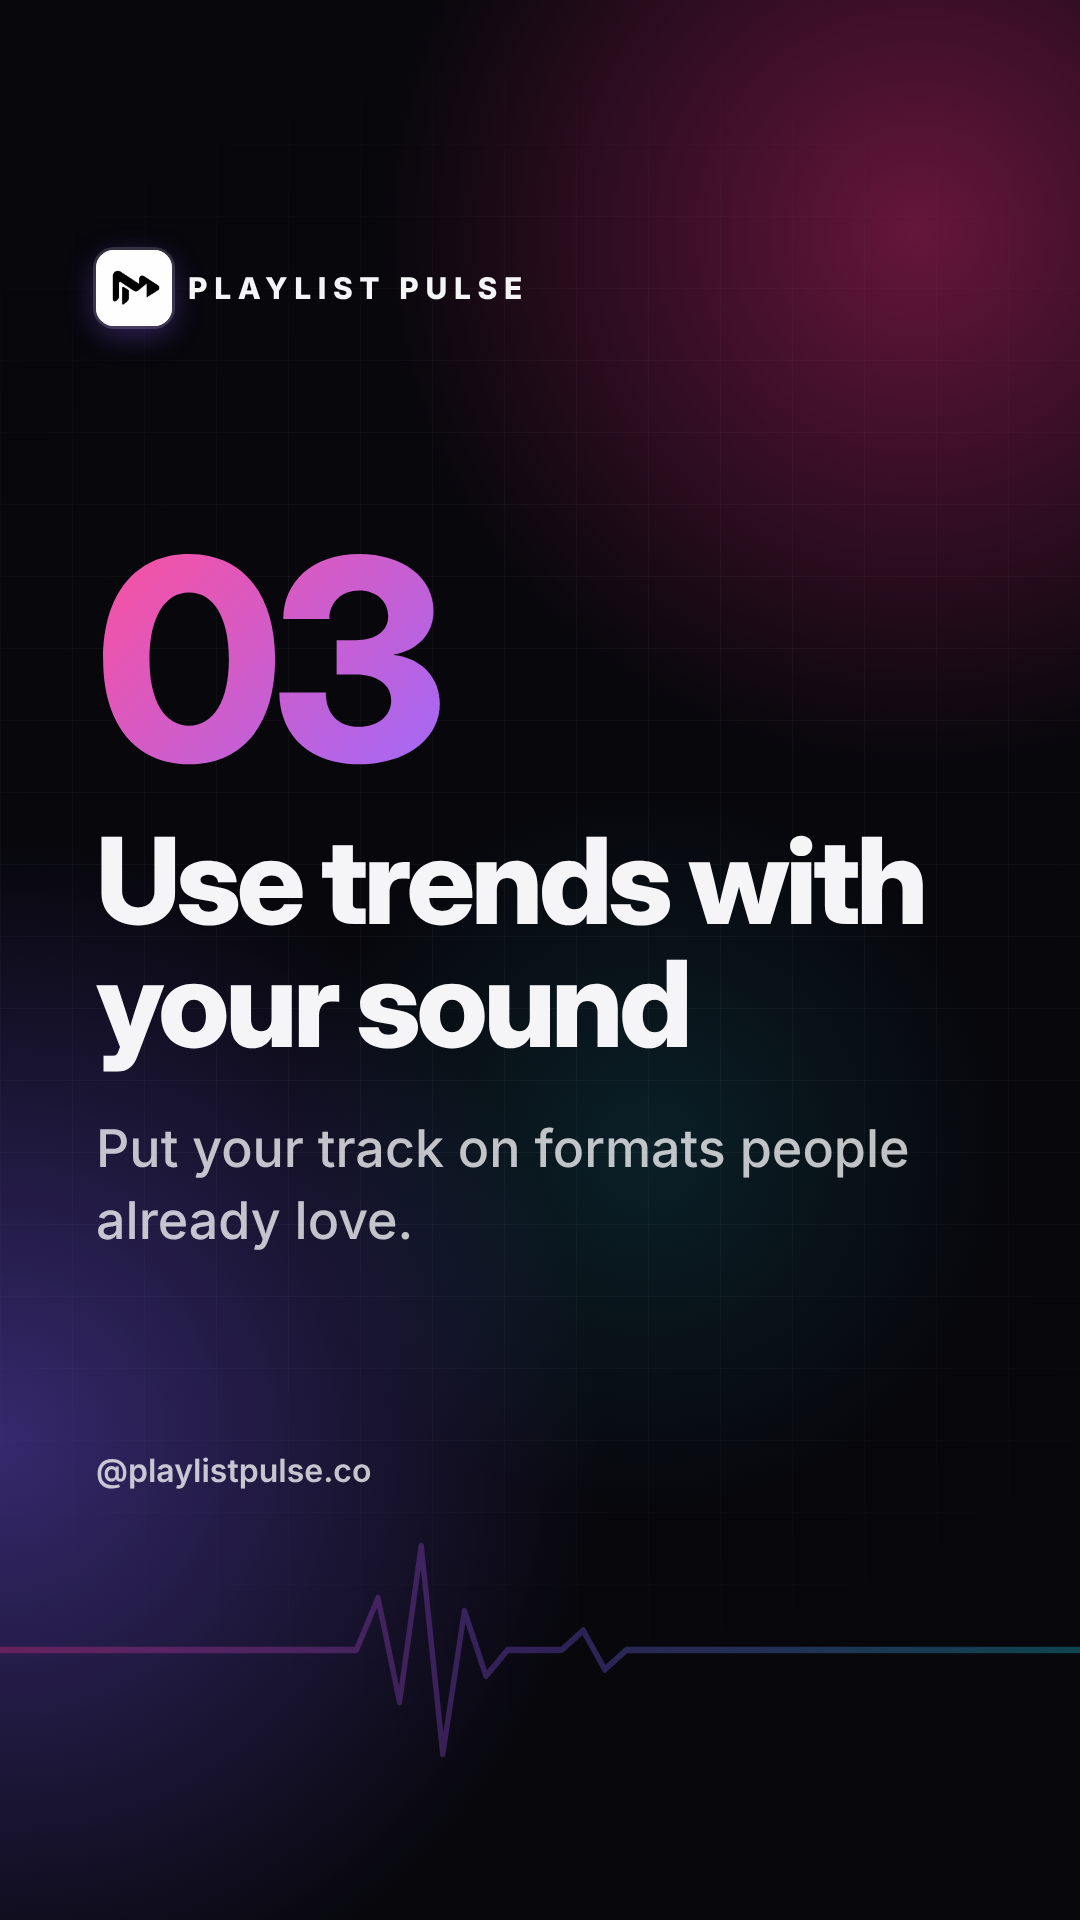 PLAYLIST PULSE
03
Use trends with
your sound
Put your track on formats people
already love.
@playlistpulse.co